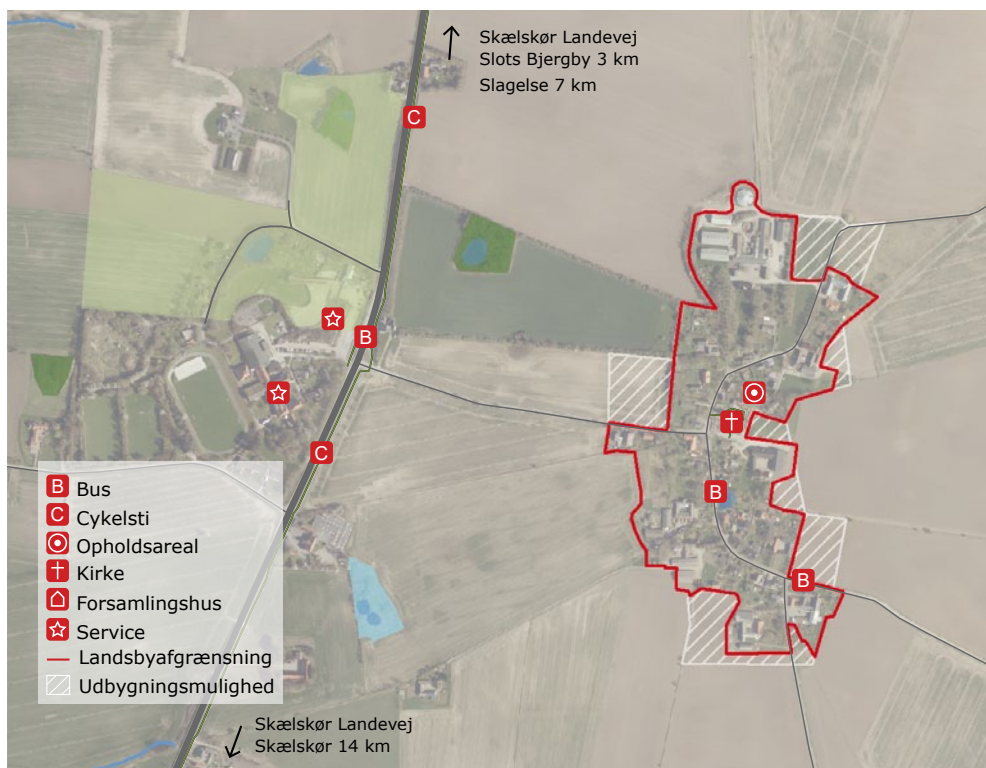 Skælskør Landevej
Slots Bjergby 3 km
Slagelse 7 km
C
B
C
B
B
B Bus
C Cykelsti
Opholdsareal
Kirke
Forsamlingshus
Service
Landsbyafgrænsning
Udbygningsmulighed
Skælskør Landevej
Skælskør 14 km